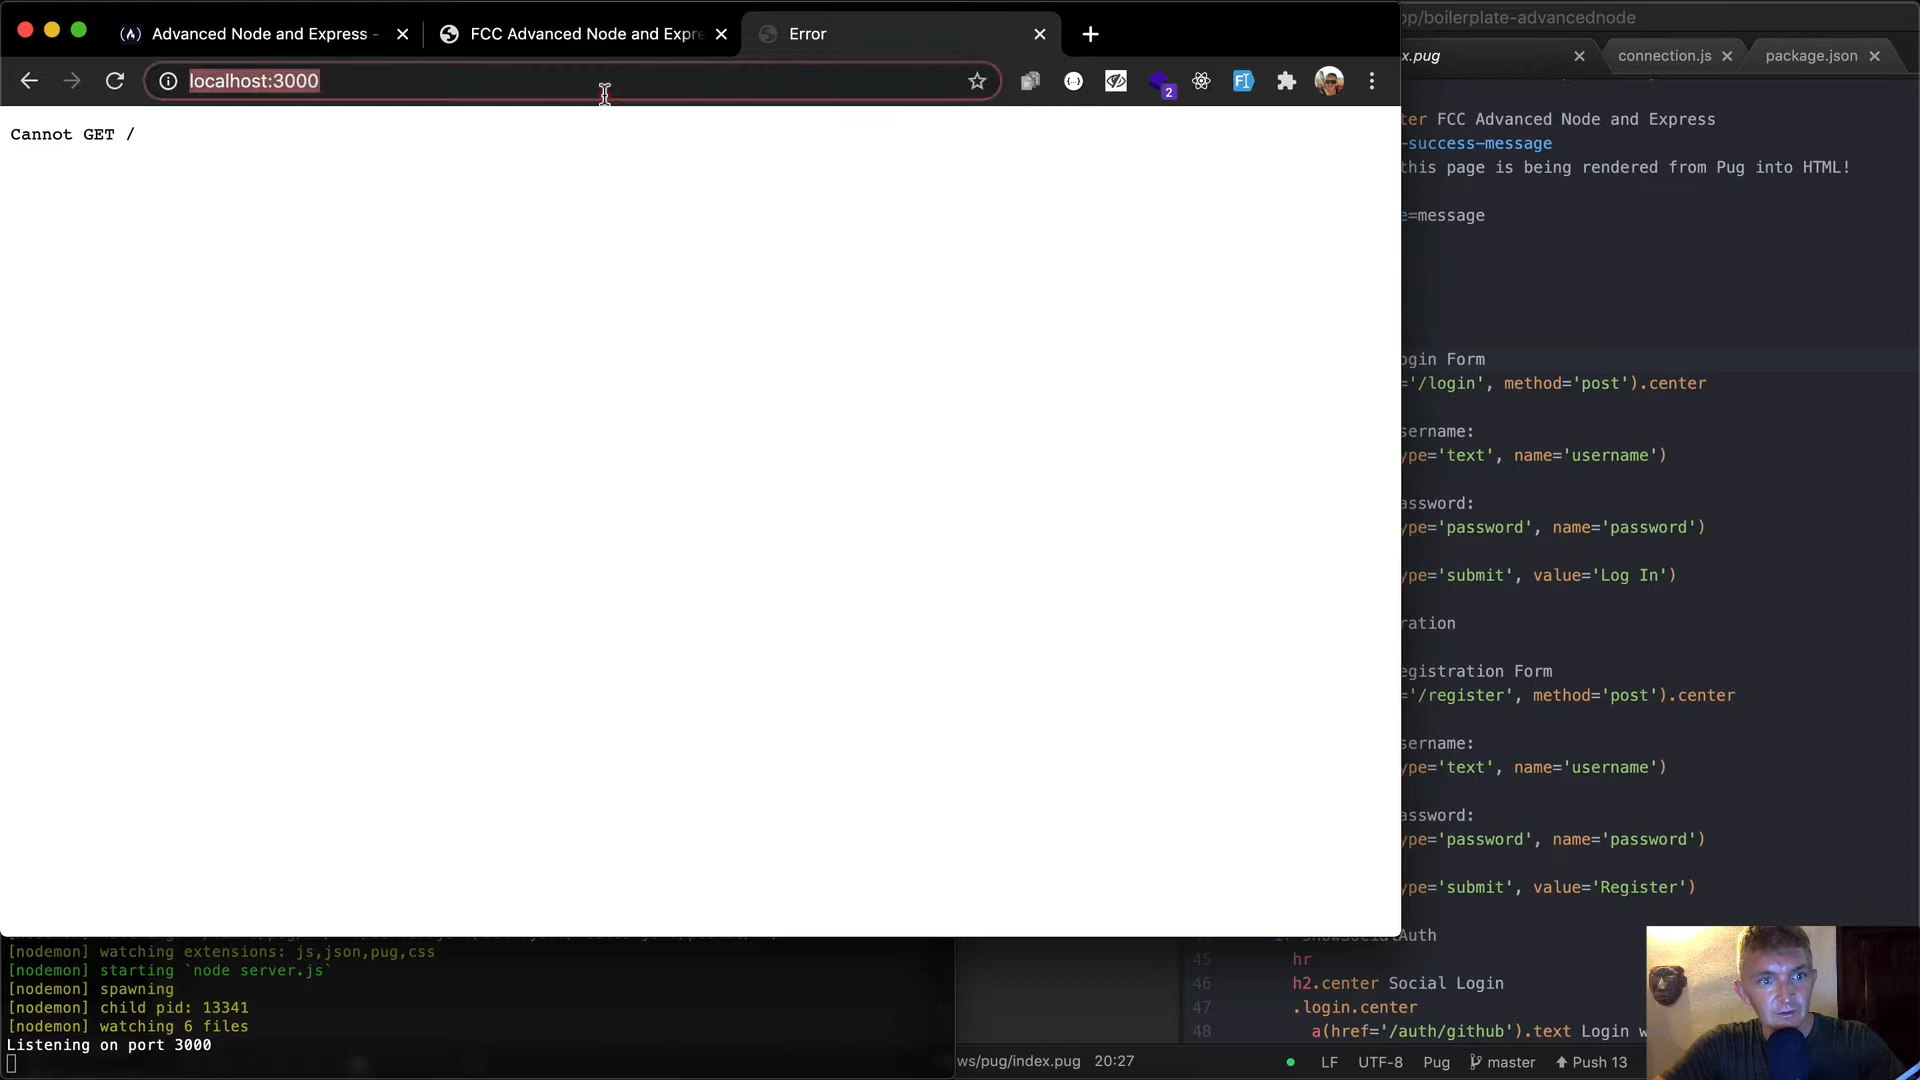 Advanced Node and Express -
FCC Advanced Node and Expre
Error
localhost:3000
2
Cannot GET /
op/boilerplate-advancednode
x.pug
connection.js
package.json
ter FCC Advanced Node and Express
-success-message
this page is being rendered from Pug into HTML!
e=message
ogin Form
='/login', method='post').center
sername:
ype='text', name='username')
assword:
ype='password', name='password')
ype='submit', value='Log In')
ration
egistration Form
='/register', method='post').center
sername:
ype='text', name='username')
assword:
ype='password', name='password')
ype='submit', value='Register')
45 hr
46 h2.center Social Login
47 .login.center
48 a(href='/auth/github').text Login w
[nodemon] watching extensions: js,json,pug,css
[nodemon] starting `node server.js`
[nodemon] spawning
[nodemon] child pid: 13341
[nodemon] watching 6 files
Listening on port 3000
ws/pug/index.pug 20:27
LF UTF-8 Pug master Push 13